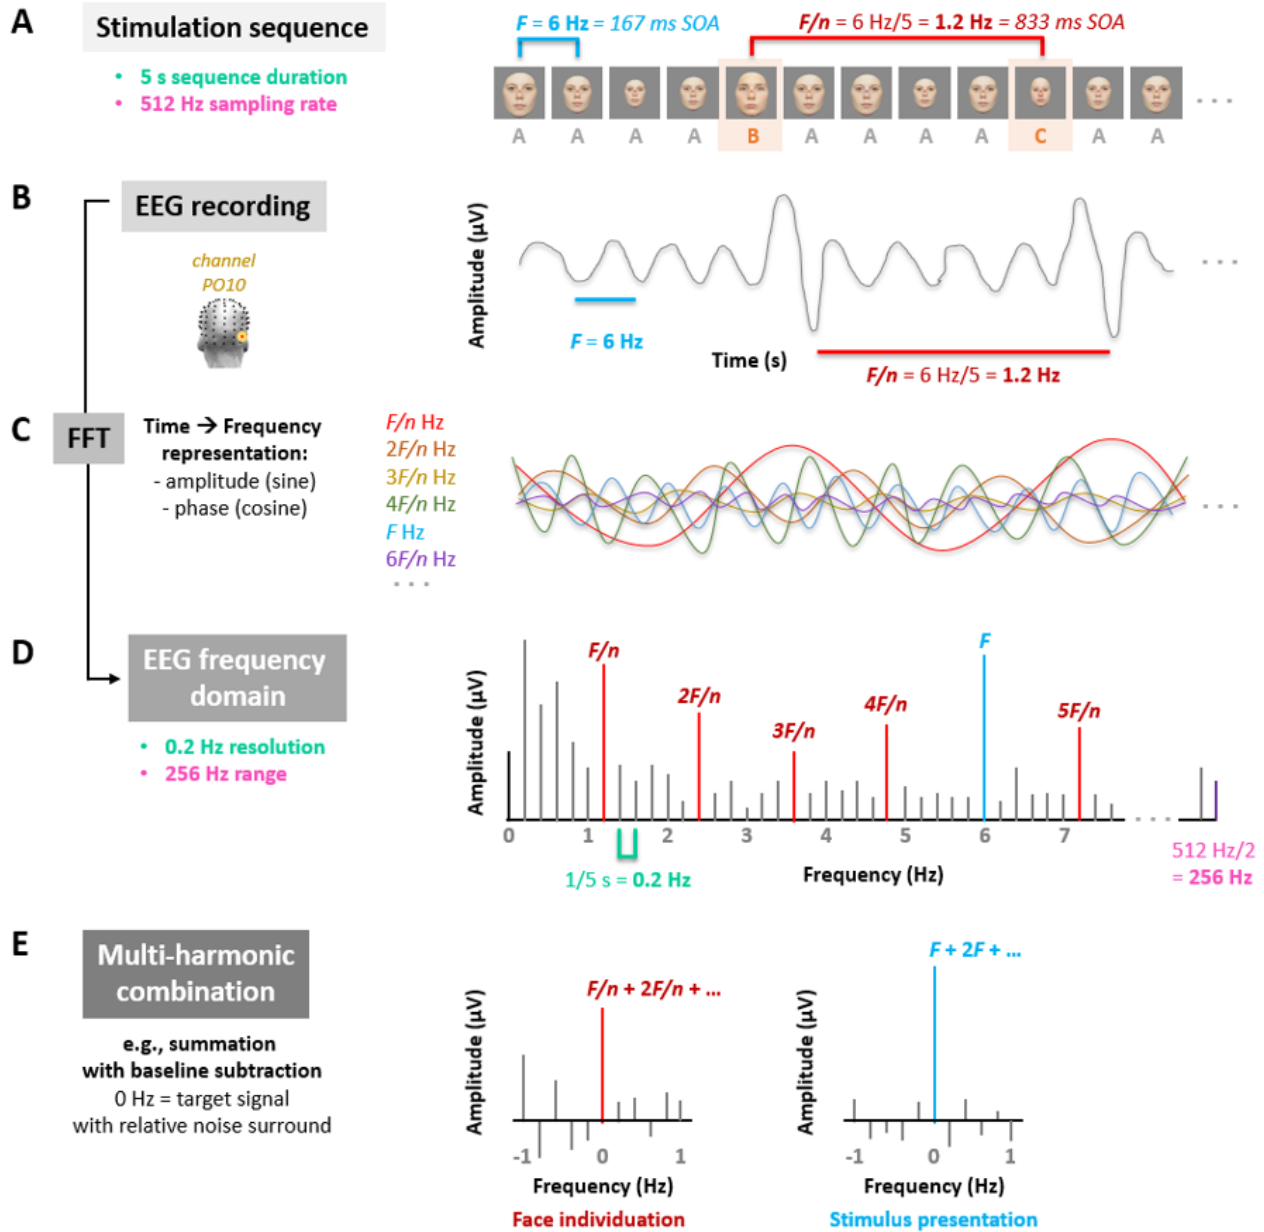 A
Stimulation sequence
• 5 s sequence duration
• 512 Hz sampling rate
F = 6 Hz = 167 ms SOA
F/n = 6 Hz/5 = 1.2 Hz = 833 ms SOA
A A A A B A A A A C A A
. . .
B
EEG recording
channel
PO10
Amplitude (µV)
F = 6 Hz
Time (s)
F/n = 6 Hz/5 = 1.2 Hz
. . .
C
FFT
Time → Frequency
representation:
- amplitude (sine)
- phase (cosine)
F/n Hz
2F/n Hz
3F/n Hz
4F/n Hz
F Hz
6F/n Hz
. . .
. . .
D
EEG frequency
domain
• 0.2 Hz resolution
• 256 Hz range
Amplitude (µV)
F/n
2F/n
3F/n
4F/n
F
5F/n
0 1 2 3 4 5 6 7
. . .
1/5 s = 0.2 Hz
Frequency (Hz)
512 Hz/2
= 256 Hz
E
Multi-harmonic
combination
e.g., summation
with baseline subtraction
0 Hz = target signal
with relative noise surround
Amplitude (µV)
F/n + 2F/n + ...
-1 0 1
Frequency (Hz)
Face individuation
Amplitude (µV)
F + 2F + ...
-1 0 1
Frequency (Hz)
Stimulus presentation